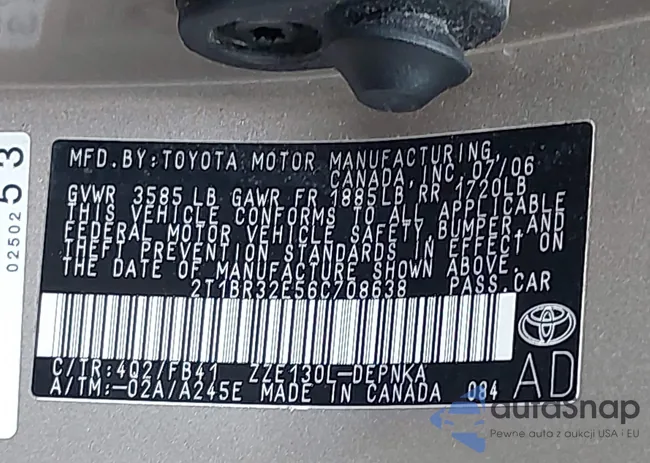 MFD. BY: TOYOTA MOTOR MANUFACTURING,
CANADA, INC. 07/06
GVWR 3585 LB GAWR FR 1885LB RR 1720LB
THIS VEHICLE CONFORMS TO ALL APPLICABLE
FEDERAL MOTOR VEHICLE SAFETY, BUMPER, AND
THEFT PREVENTION STANDARDS IN EFFECT ON
THE DATE OF MANUFACTURE SHOWN ABOVE.
2T1BR32E56C708638 PASS.CAR
C/TR:4Q2/FB41 ZZE130L-DEPNKA
A/TM:-02A/A245E MADE IN CANADA 084
AD
0250253
autoSnap
Pewne auta z aukcji USA i EU